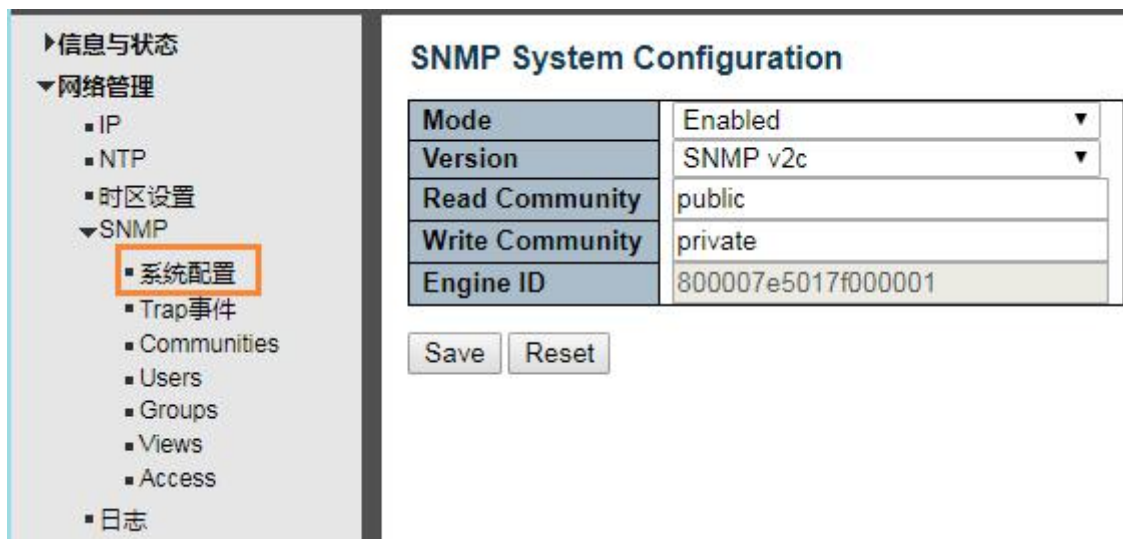 信息与状态
网络管理
IP
NTP
时区设置
SNMP
系统配置
Trap事件
Communities
Users
Groups
Views
Access
日志
SNMP System Configuration
Mode Enabled
Version SNMP v2c
Read Community public
Write Community private
Engine ID 800007e5017f000001
Save Reset